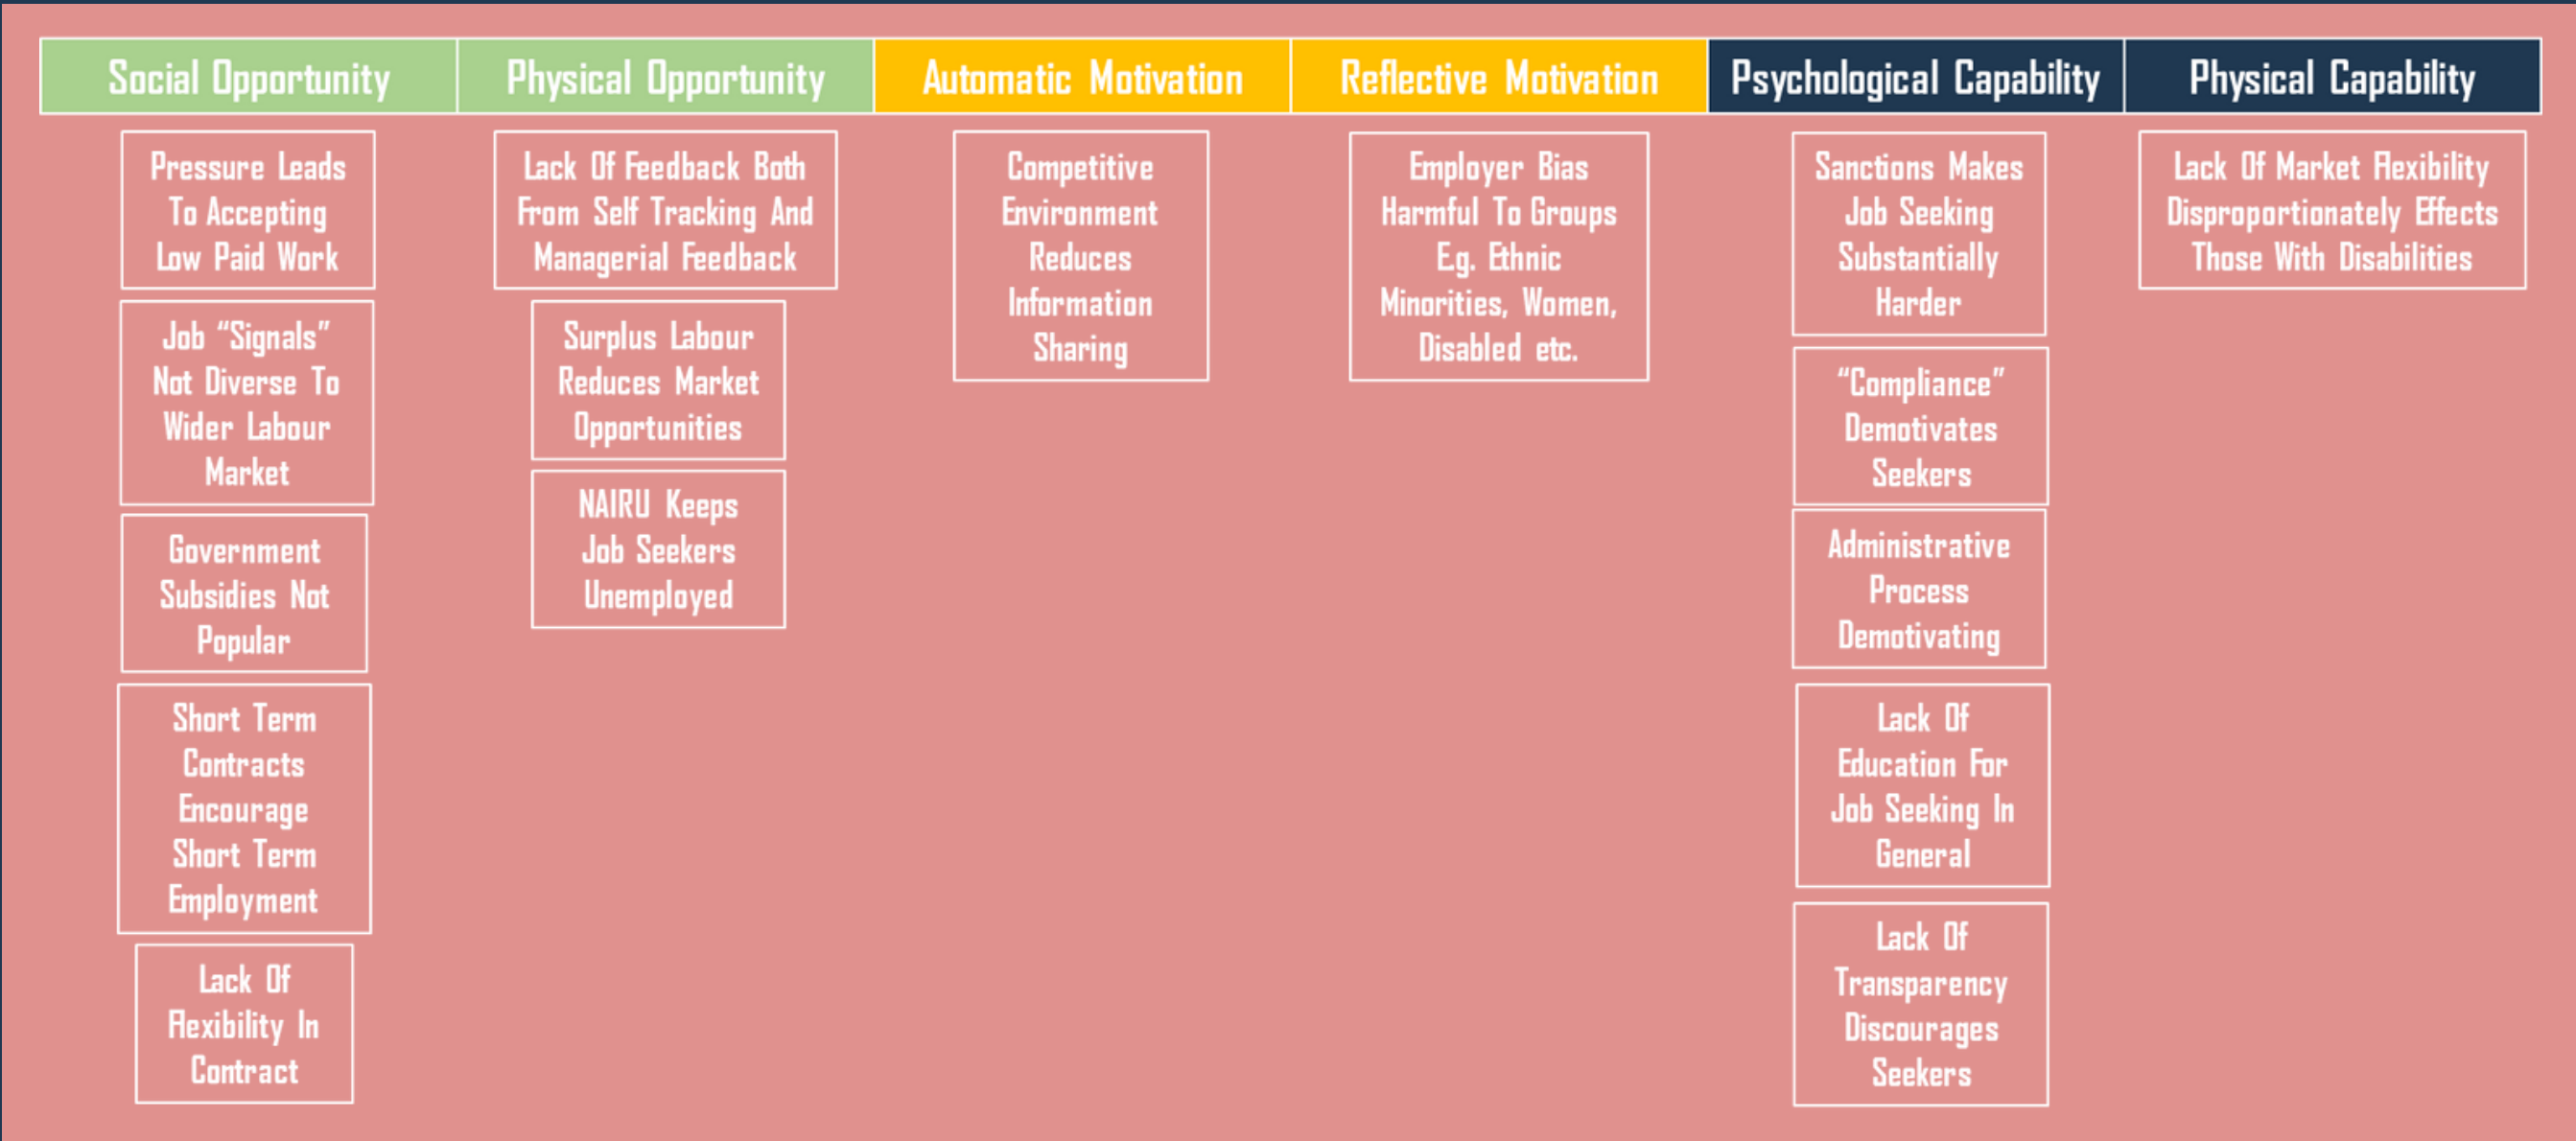 Social Opportunity
Physical Opportunity
Automatic Motivation
Reflective Motivation
Psychological Capability
Physical Capability
Pressure Leads
To Accepting
Low Paid Work
Job “Signals”
Not Diverse To
Wider Labour
Market
Government
Subsidies Not
Popular
Short Term
Contracts
Encourage
Short Term
Employment
Lack Of
Flexibility In
Contract
Lack Of Feedback Both
From Self Tracking And
Managerial Feedback
Surplus Labour
Reduces Market
Opportunities
NAIRU Keeps
Job Seekers
Unemployed
Competitive
Environment
Reduces
Information
Sharing
Employer Bias
Harmful To Groups
E.g. Ethnic
Minorities, Women,
Disabled etc.
Sanctions Makes
Job Seeking
Substantially
Harder
“Compliance”
Demotivates
Seekers
Administrative
Process
Demotivating
Lack Of
Education For
Job Seeking In
General
Lack Of
Transparency
Discourages
Seekers
Lack Of Market Flexibility
Disproportionately Effects
Those With Disabilities